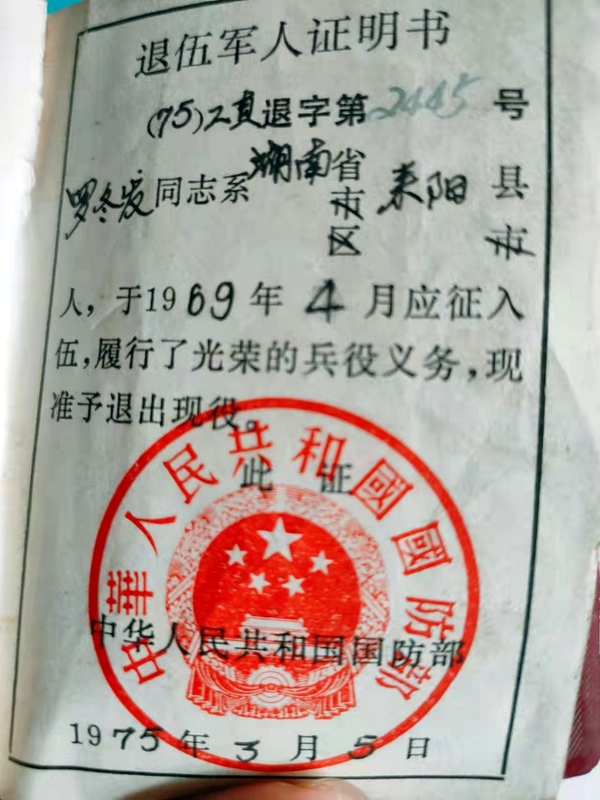 退伍军人证明书
(75)工真退字第2445号
罗冬发同志系湖南省市区耒阳县市
人，于1969年4月应征入
伍，履行了光荣的兵役义务，现
准予退出现役。
此证
中華人民共和國國防部
中华人民共和国国防部
1975年3月5日